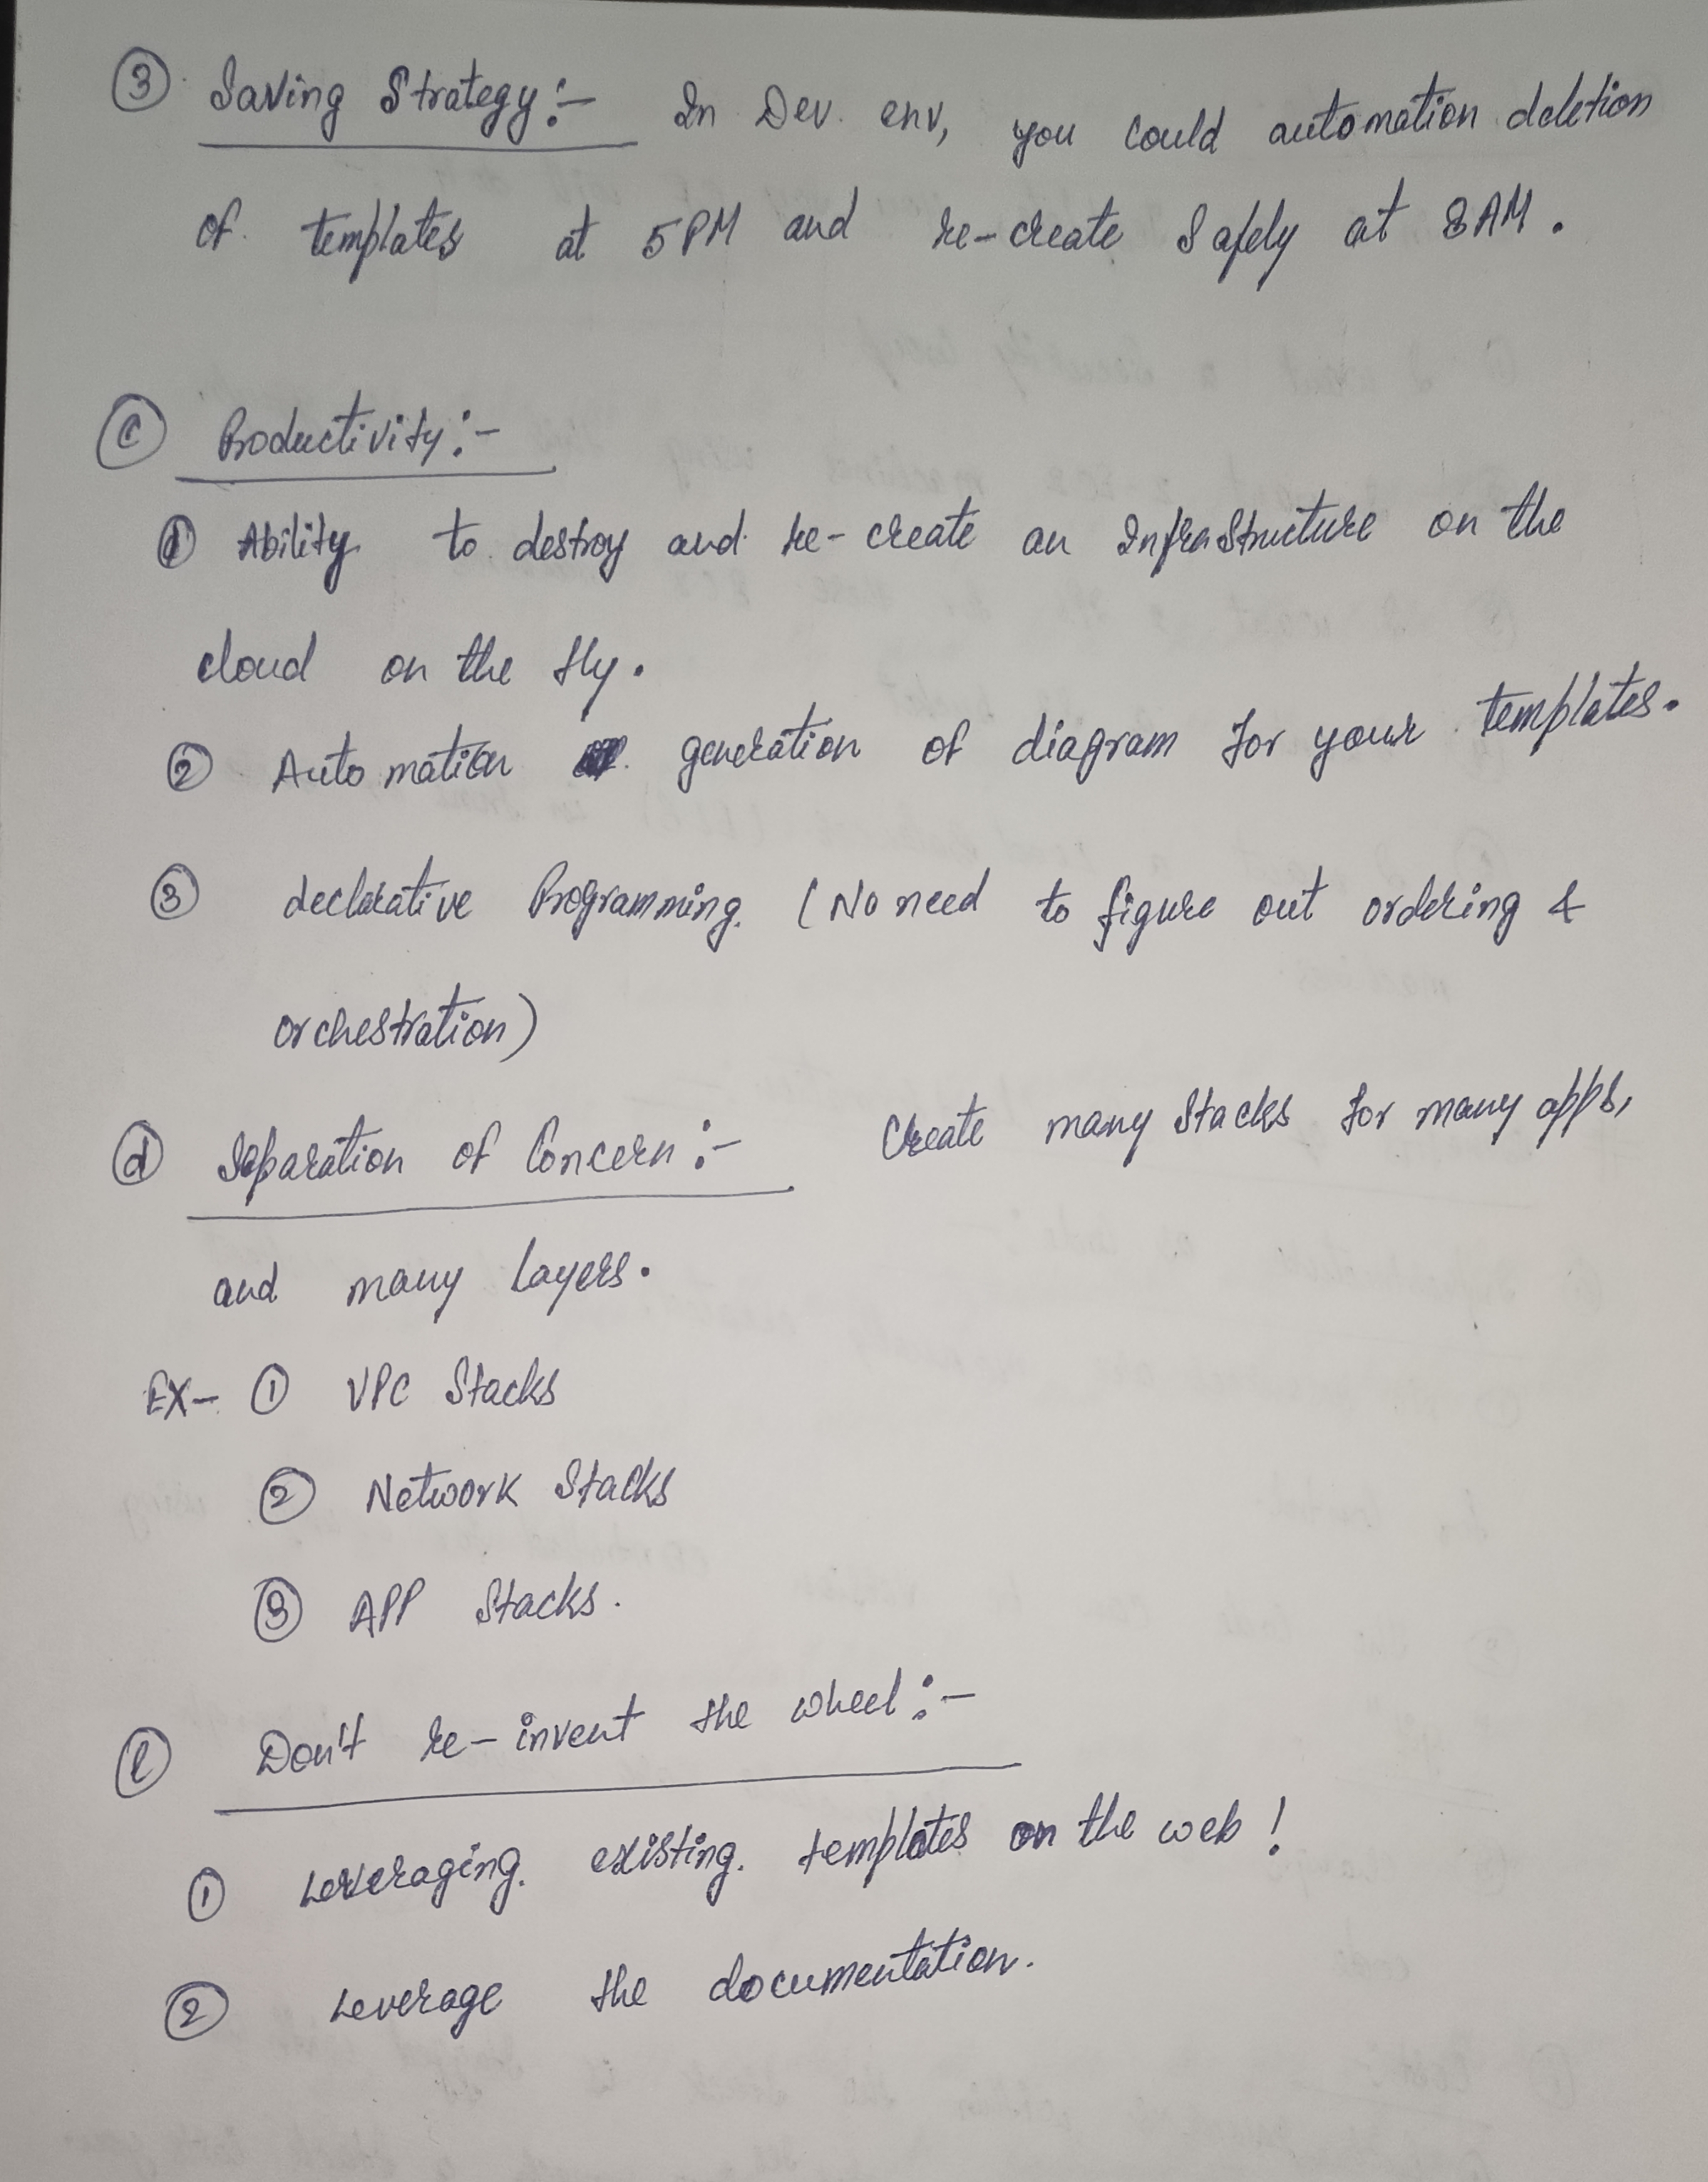 ③ Saving Strategy:- In Dev. env, you could automation deletion
of templates at 5PM and re-create Safely at 8AM.
ⓒ Productivity:-
① Ability to destroy and re-create an Infrastructure on the
cloud on the fly.
② Automation generation of diagram for your templates.
③ declarative Programming. (No need to figure out ordering &
orchestration)
ⓓ Separation of Concern:- Create many Stacks for many apps,
and many layers.
EX- ① VPC Stacks
② Network Stacks
③ APP Stacks.
ⓔ Don't re-invent the wheel:-
① Leveraging existing templates on the web!
② Leverage the documentation.